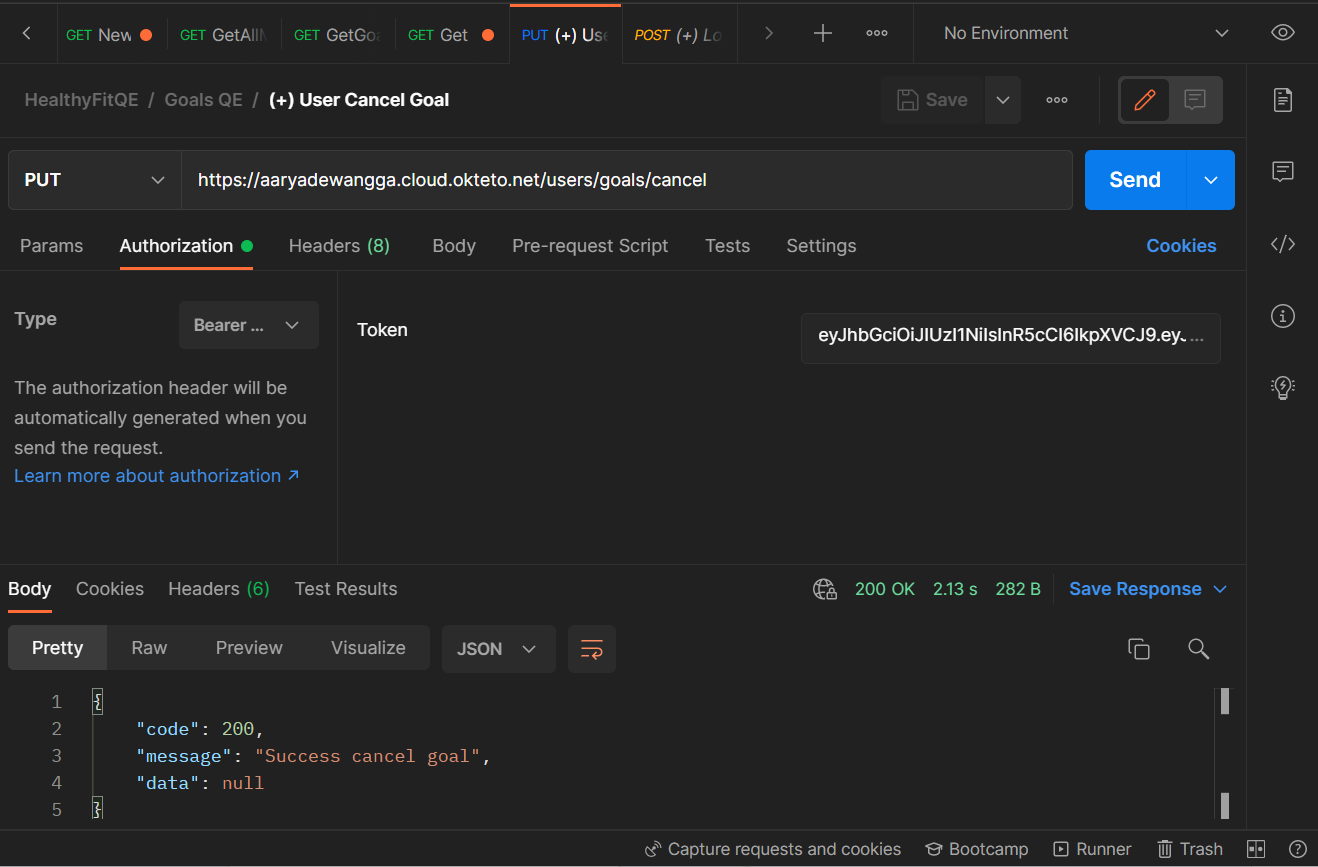 GET New GET GetAllN GET GetGoa GET Get PUT (+) Use POST (+) Lo No Environment
HealthyFitQE / Goals QE / (+) User Cancel Goal Save
PUT https://aaryadewangga.cloud.okteto.net/users/goals/cancel Send
Params Authorization Headers (8) Body Pre-request Script Tests Settings Cookies
Type Bearer ... Token eyJhbGciOiJIUzI1NiIsInR5cCI6IkpXVCJ9.eyJ...
The authorization header will be
automatically generated when you
send the request.
Learn more about authorization ↗
Body Cookies Headers (6) Test Results 200 OK 2.13 s 282 B Save Response
Pretty Raw Preview Visualize JSON
1 {
2 "code": 200,
3 "message": "Success cancel goal",
4 "data": null
5 }
Capture requests and cookies Bootcamp Runner Trash